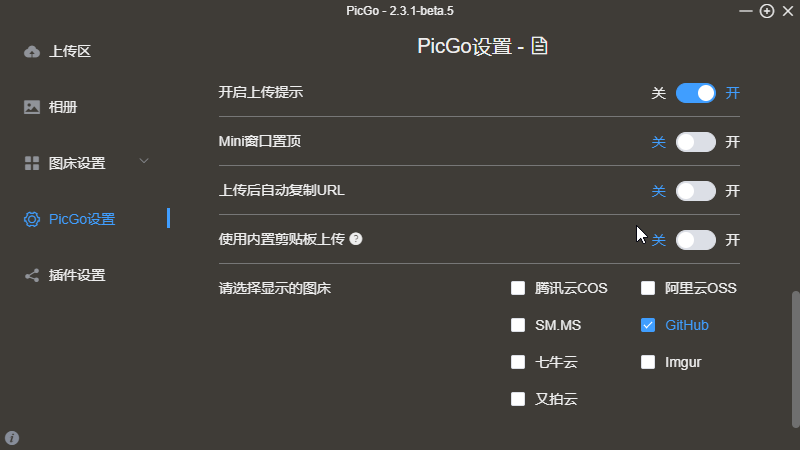 PicGo - 2.3.1-beta.5
上传区
相册
图床设置
PicGo设置
插件设置
PicGo设置 -
开启上传提示 关 开
Mini窗口置顶 关 开
上传后自动复制URL 关 开
使用内置剪贴板上传 ? 关 开
请选择显示的图床 腾讯云COS 阿里云OSS
SM.MS GitHub
七牛云 Imgur
又拍云